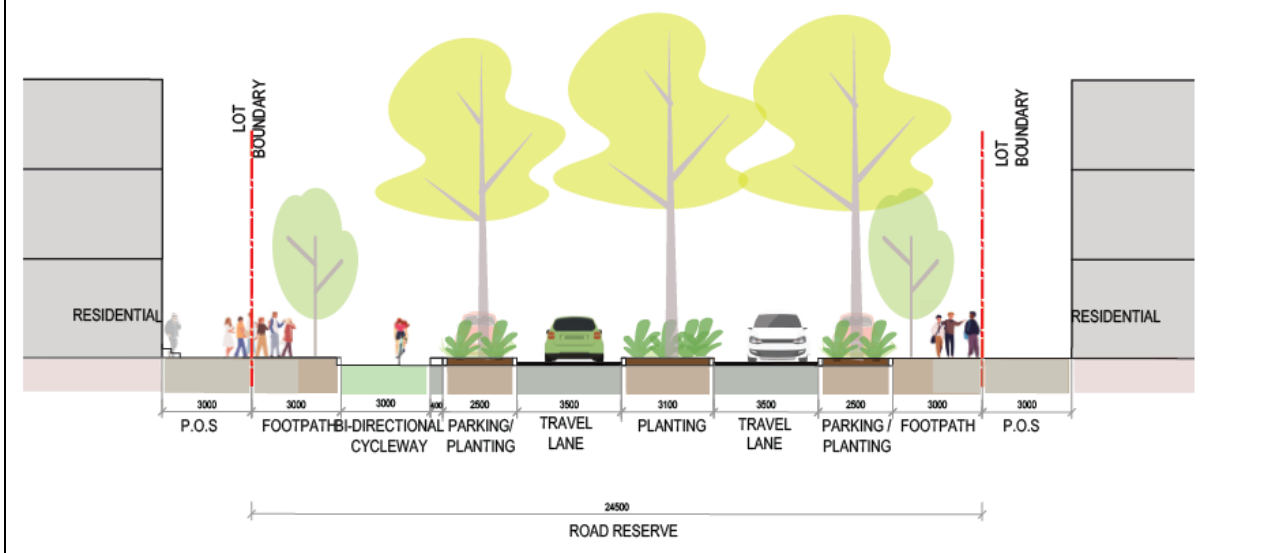 LOT
BOUNDARY
LOT
BOUNDARY
RESIDENTIAL
RESIDENTIAL
3000
3000
3000
400
2500
3500
3100
3500
2500
3000
3000
P.O.S
FOOTPATH
BI-DIRECTIONAL
CYCLEWAY
PARKING/
PLANTING
TRAVEL
LANE
PLANTING
TRAVEL
LANE
PARKING /
PLANTING
FOOTPATH
P.O.S
24500
ROAD RESERVE